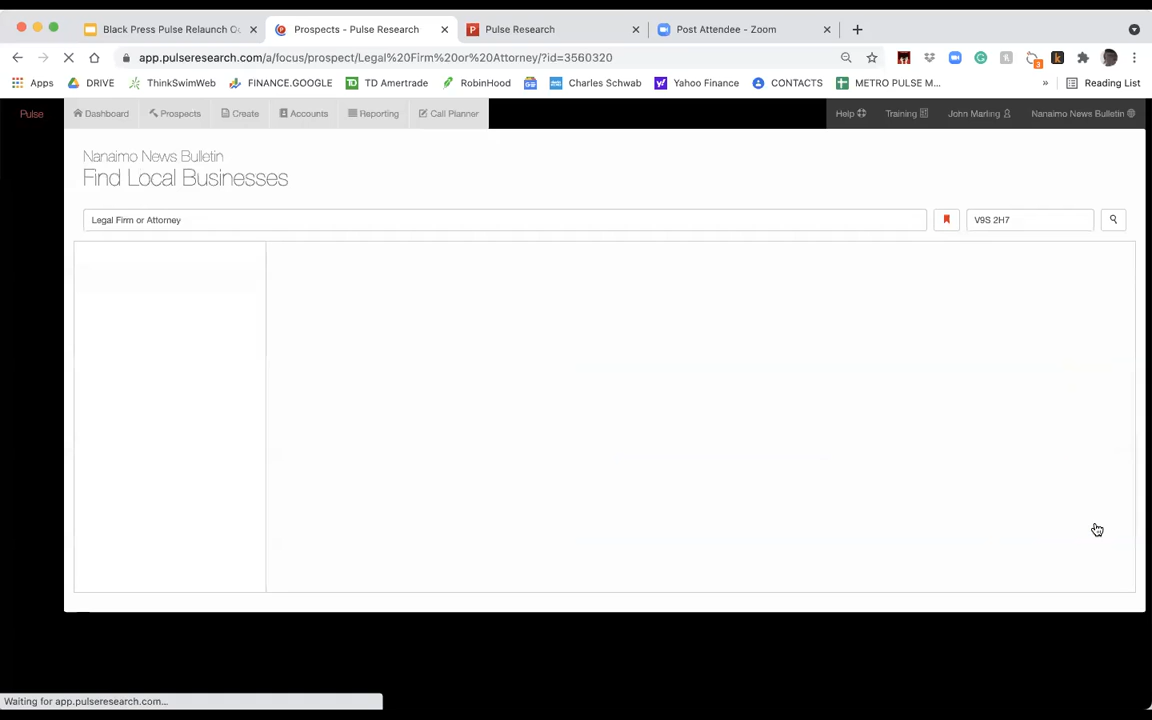 Black Press Pulse Relaunch Ou
Prospects - Pulse Research
Pulse Research
Post Attendee - Zoom
app.pulseresearch.com/a/focus/prospect/Legal%20Firm%20or%20Attorney/?id=3560320
3
Apps
DRIVE
ThinkSwimWeb
FINANCE.GOOGLE
TD Amertrade
RobinHood
Charles Schwab
Yahoo Finance
CONTACTS
METRO PULSE M...
»
Reading List
Pulse
Dashboard
Prospects
Create
Accounts
Reporting
Call Planner
Help
Training
John Marling
Nanaimo News Bulletin
Nanaimo News Bulletin
Find Local Businesses
Legal Firm or Attorney
V9S 2H7
Waiting for app.pulseresearch.com...